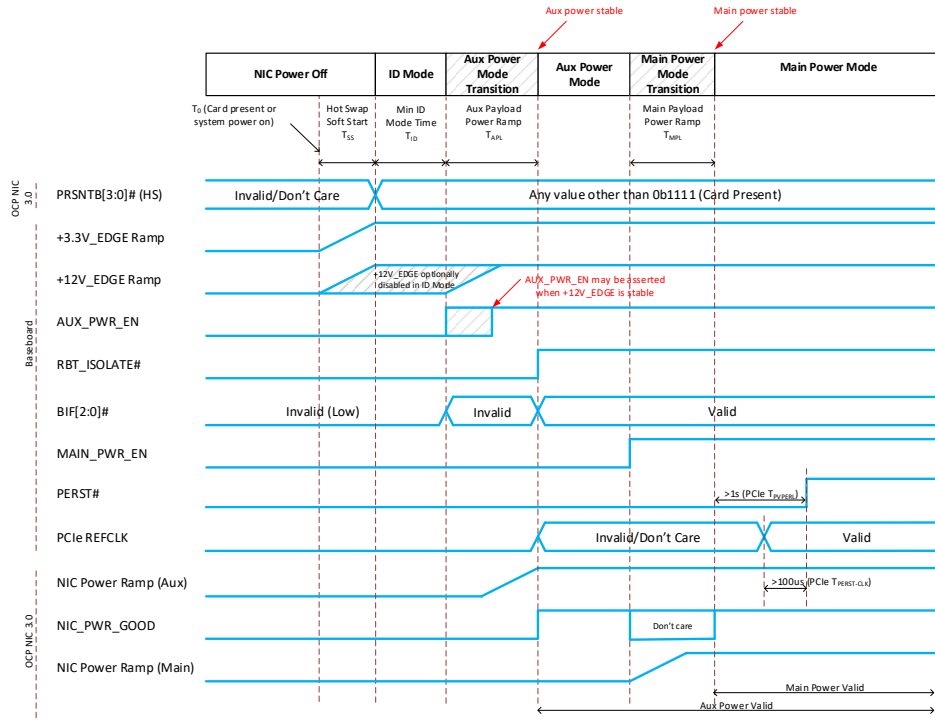 Aux power stable
Main power stable
NIC Power Off
ID Mode
Aux Power
Mode
Transition
Aux Power
Mode
Main Power
Mode
Transition
Main Power Mode
T0 (Card present or
system power on)
Hot Swap
Soft Start
TSS
Min ID
Mode Time
TID
Aux Payload
Power Ramp
TAPL
Main Payload
Power Ramp
TMPL
OCP NIC
3.0
PRSNTB[3:0]# (HS)
Invalid/Don't Care
Any value other than 0b1111 (Card Present)
Baseboard
+3.3V_EDGE Ramp
+12V_EDGE Ramp
+12V_EDGE optionally
disabled in ID Mode
AUX_PWR_EN may be asserted
when +12V_EDGE is stable
AUX_PWR_EN
RBT_ISOLATE#
BIF[2:0]#
Invalid (Low)
Invalid
Valid
MAIN_PWR_EN
PERST#
>1s (PCIe TPVPERL)
PCIe REFCLK
Invalid/Don't Care
Valid
OCP NIC 3.0
NIC Power Ramp (Aux)
>100us (PCIe TPERST-CLK)
NIC_PWR_GOOD
Don't care
NIC Power Ramp (Main)
Main Power Valid
Aux Power Valid